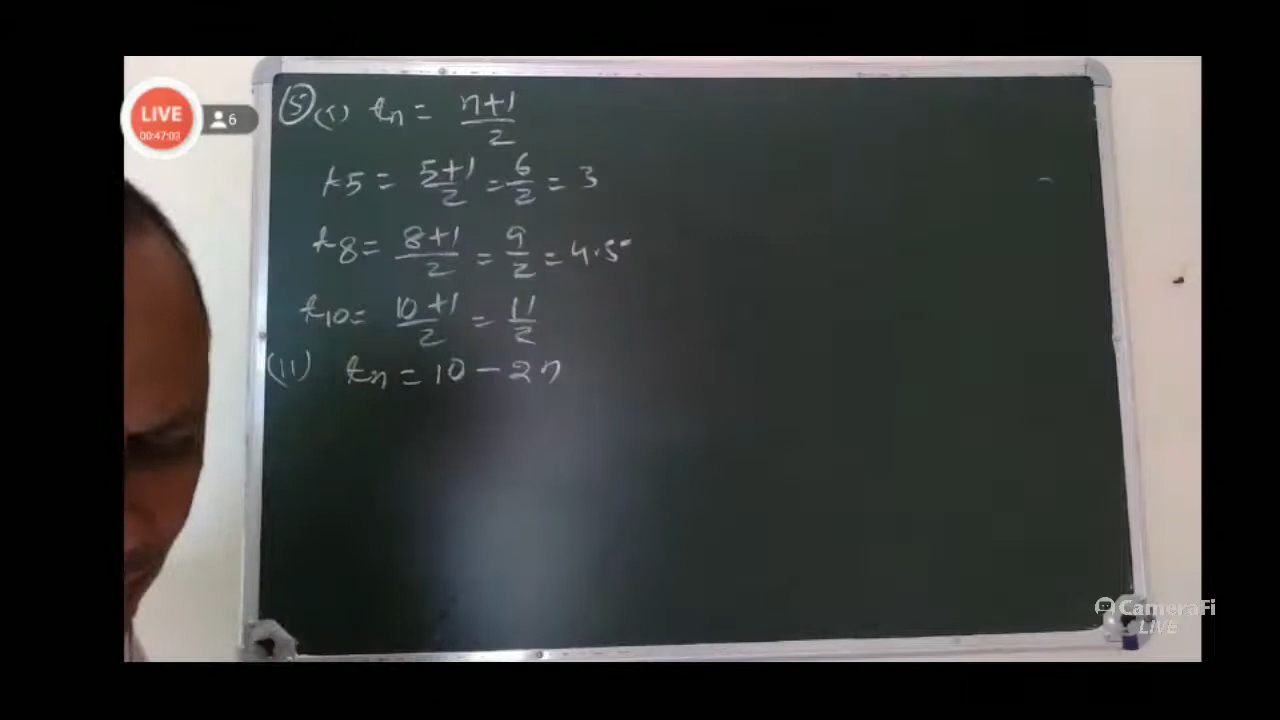 LIVE
00:47:03
6
5 (i) tn = n+1/2
t5 = 5+1/2 = 6/2 = 3
t8 = 8+1/2 = 9/2 = 4.5
t10 = 10+1/2 = 11/2
(11) tn = 10 - 2n
CameraFi
LIVE